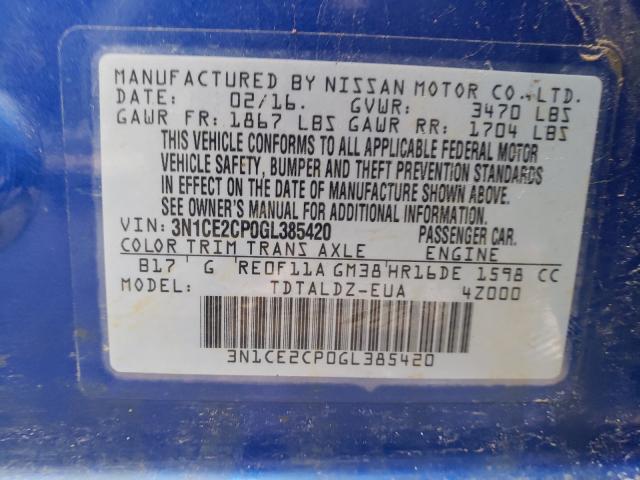 MANUFACTURED BY NISSAN MOTOR CO.,LTD.
DATE: 02/16. GVWR: 3470 LBS
GAWR FR: 1867 LBS GAWR RR: 1704 LBS
THIS VEHICLE CONFORMS TO ALL APPLICABLE FEDERAL MOTOR
VEHICLE SAFETY, BUMPER AND THEFT PREVENTION STANDARDS
IN EFFECT ON THE DATE OF MANUFACTURE SHOWN ABOVE.
SEE OWNER'S MANUAL FOR ADDITIONAL INFORMATION.
VIN: 3N1CE2CP0GL385420 PASSENGER CAR.
COLOR TRIM TRANS AXLE ENGINE
B17 G RE0F11A GM38 HR16DE 1598 CC
MODEL: TDTALDZ-EUA 4Z000
3N1CE2CP0GL385420